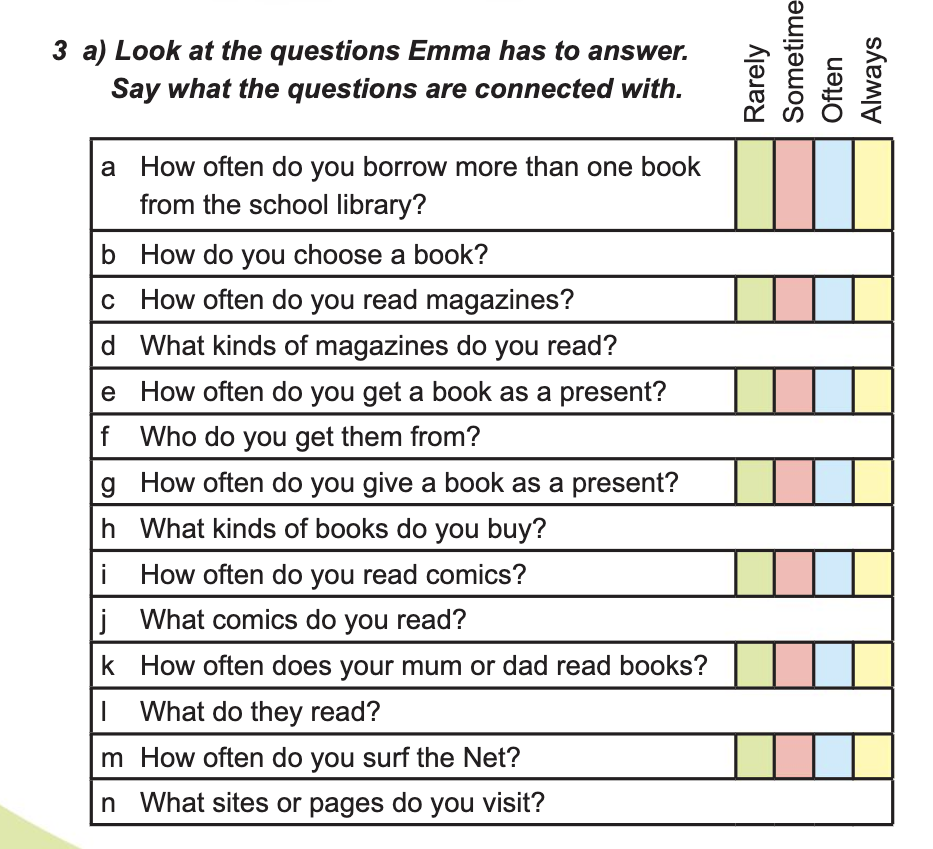 3 a) Look at the questions Emma has to answer.
Say what the questions are connected with.
Rarely
Sometime
Often
Always
a How often do you borrow more than one book
from the school library?
b How do you choose a book?
c How often do you read magazines?
d What kinds of magazines do you read?
e How often do you get a book as a present?
f Who do you get them from?
g How often do you give a book as a present?
h What kinds of books do you buy?
i How often do you read comics?
j What comics do you read?
k How often does your mum or dad read books?
l What do they read?
m How often do you surf the Net?
n What sites or pages do you visit?